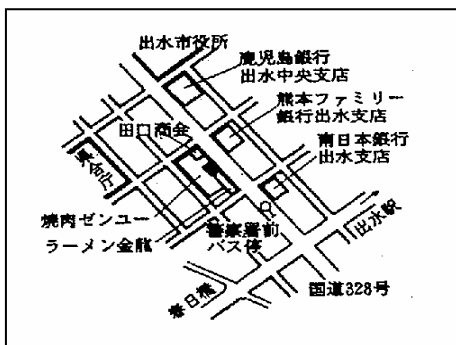 出水市役所
鹿児島銀行
出水中央支店
熊本ファミリー
銀行出水支店
田口商会
南日本銀行
出水支店
県合庁
焼肉ゼンユー
ラーメン金龍
警察署前
バス停
出水駅
春日橋
国道328号